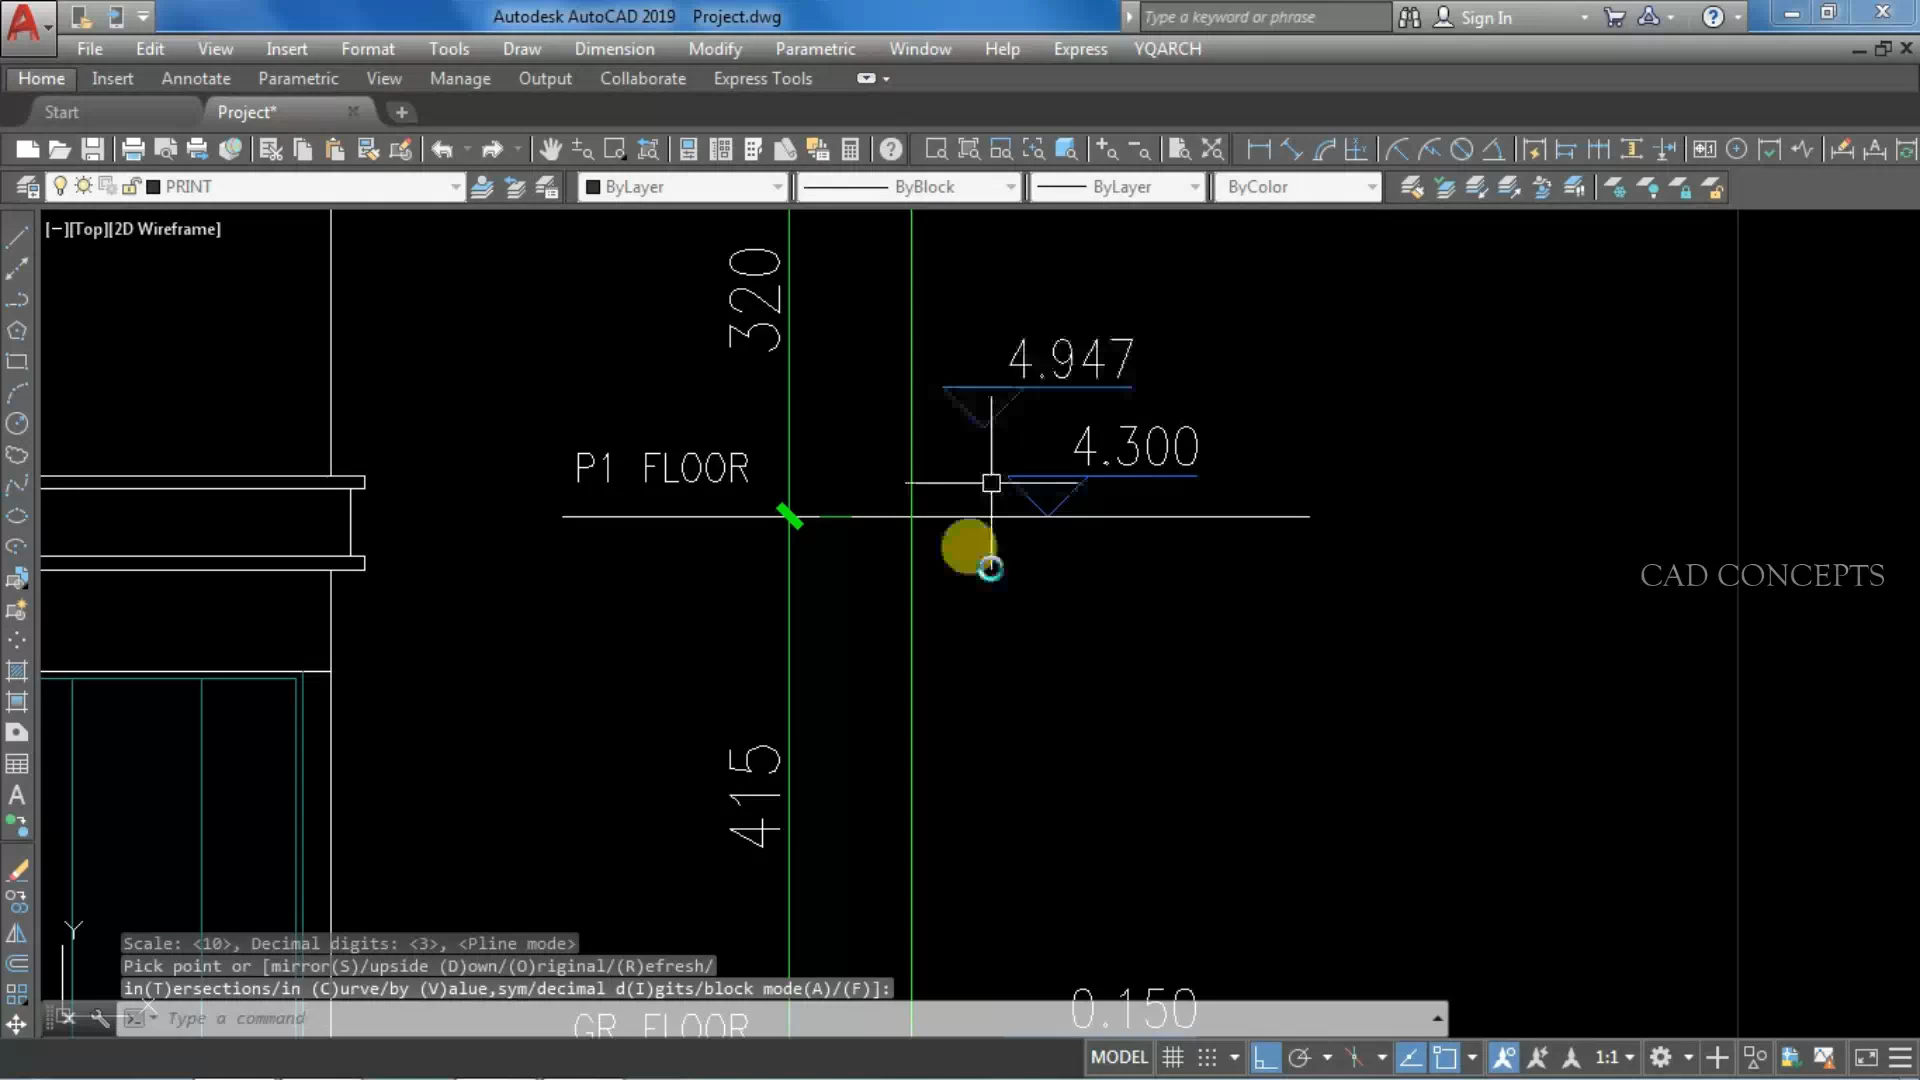 Autodesk AutoCAD 2019 Project.dwg
Type a keyword or phrase
Sign In
File Edit View Insert Format Tools Draw Dimension Modify Parametric Window Help Express YQARCH
Home Insert Annotate Parametric View Manage Output Collaborate Express Tools
Start Project*
PRINT ByLayer ByBlock ByLayer ByColor
[−][Top][2D Wireframe]
320
4.947
4.300
P1 FLOOR
CAD CONCEPTS
415
Y
Scale: <10>, Decimal digits: <3>, <Pline mode>
Pick point or [mirror(S)/upside (D)own/(O)riginal/(R)efresh/
in(T)ersections/in (C)urve/by (V)alue,sym/decimal d(I)gits/block mode(A)/(F)]:
Type a command
GR FLOOR
0.150
MODEL
1:1